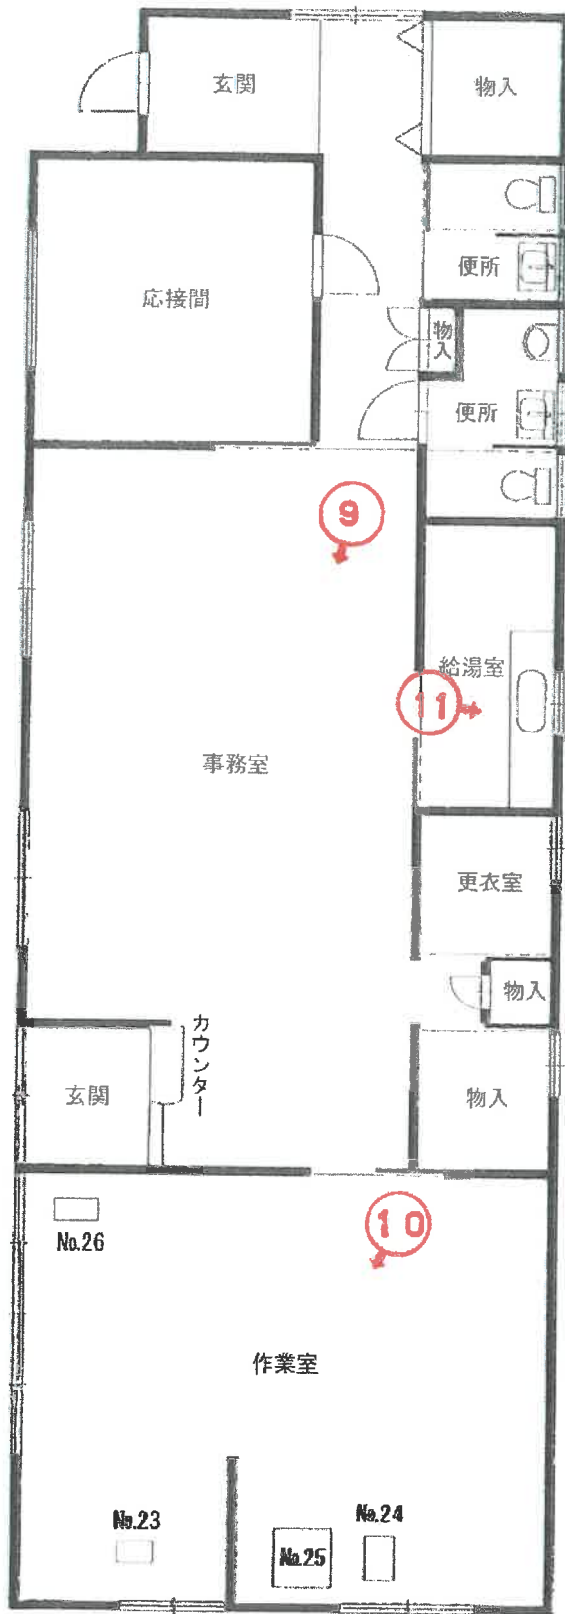 玄関
物入
応接間
便所
物入
便所
9
給湯室
11
事務室
更衣室
物入
カウンター
玄関
物入
No.26
10
作業室
No.23
No.24
No.25